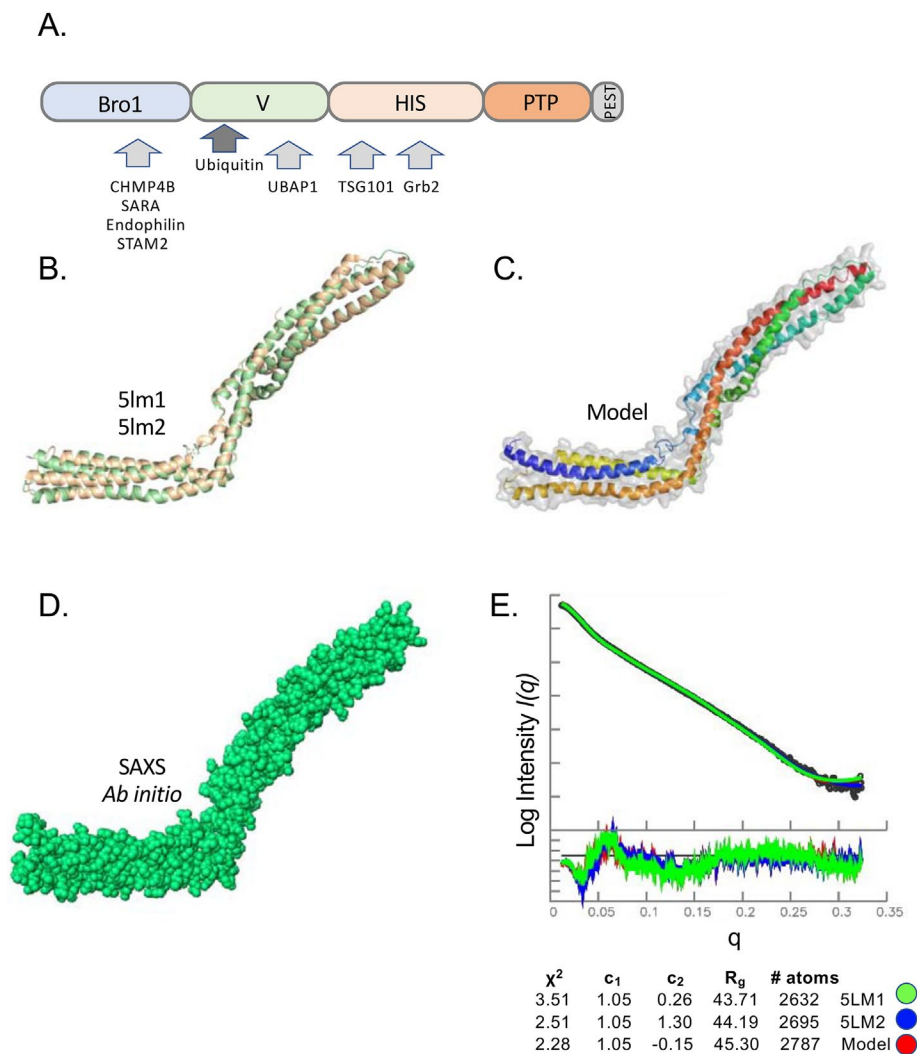 A.
Bro1 V HIS PTP PEST
Ubiquitin
CHMP4B UBAP1 TSG101 Grb2
SARA
Endophilin
STAM2
B.
5lm1
5lm2
C.
Model
D.
SAXS
Ab initio
E.
Log Intensity I(q)
0 0.05 0.1 0.15 0.2 0.25 0.3 0.35
q
χ² c₁ c₂ Rg # atoms
3.51 1.05 0.26 43.71 2632 5LM1
2.51 1.05 1.30 44.19 2695 5LM2
2.28 1.05 -0.15 45.30 2787 Model